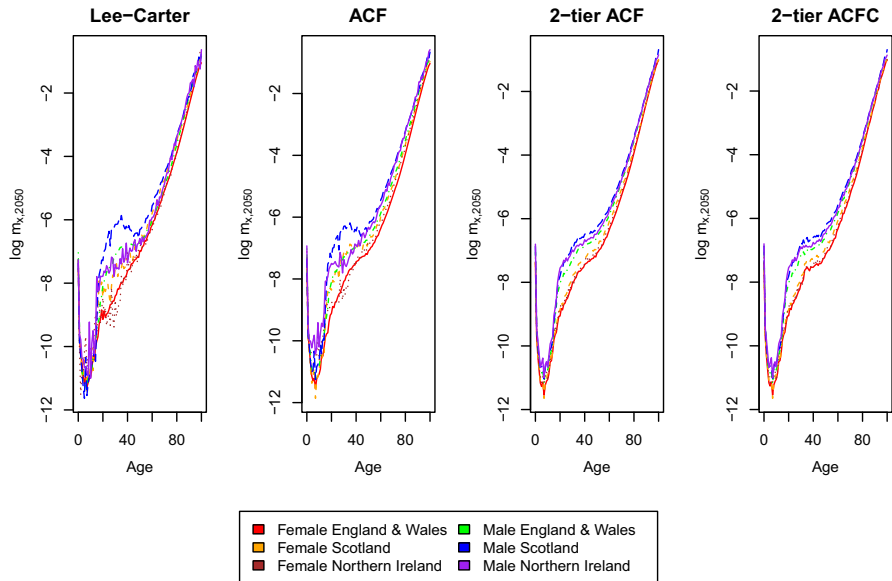 Lee−Carter
ACF
2−tier ACF
2−tier ACFC
log mx,2050
−2
−4
−6
−8
−10
−12
0
40
80
Age
log mx,2050
−2
−4
−6
−8
−10
−12
0
40
80
Age
log mx,2050
−2
−4
−6
−8
−10
−12
0
40
80
Age
log mx,2050
−2
−4
−6
−8
−10
−12
0
40
80
Age
Female England & Wales
Female Scotland
Female Northern Ireland
Male England & Wales
Male Scotland
Male Northern Ireland